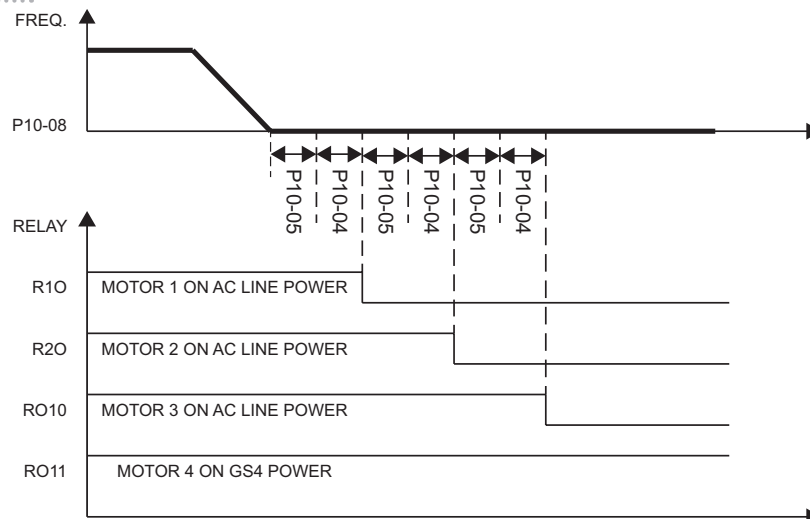 FREQ.
P10-08
P10-05
P10-04
P10-05
P10-04
P10-05
P10-04
RELAY
R1O MOTOR 1 ON AC LINE POWER
R2O MOTOR 2 ON AC LINE POWER
RO10 MOTOR 3 ON AC LINE POWER
RO11 MOTOR 4 ON GS4 POWER